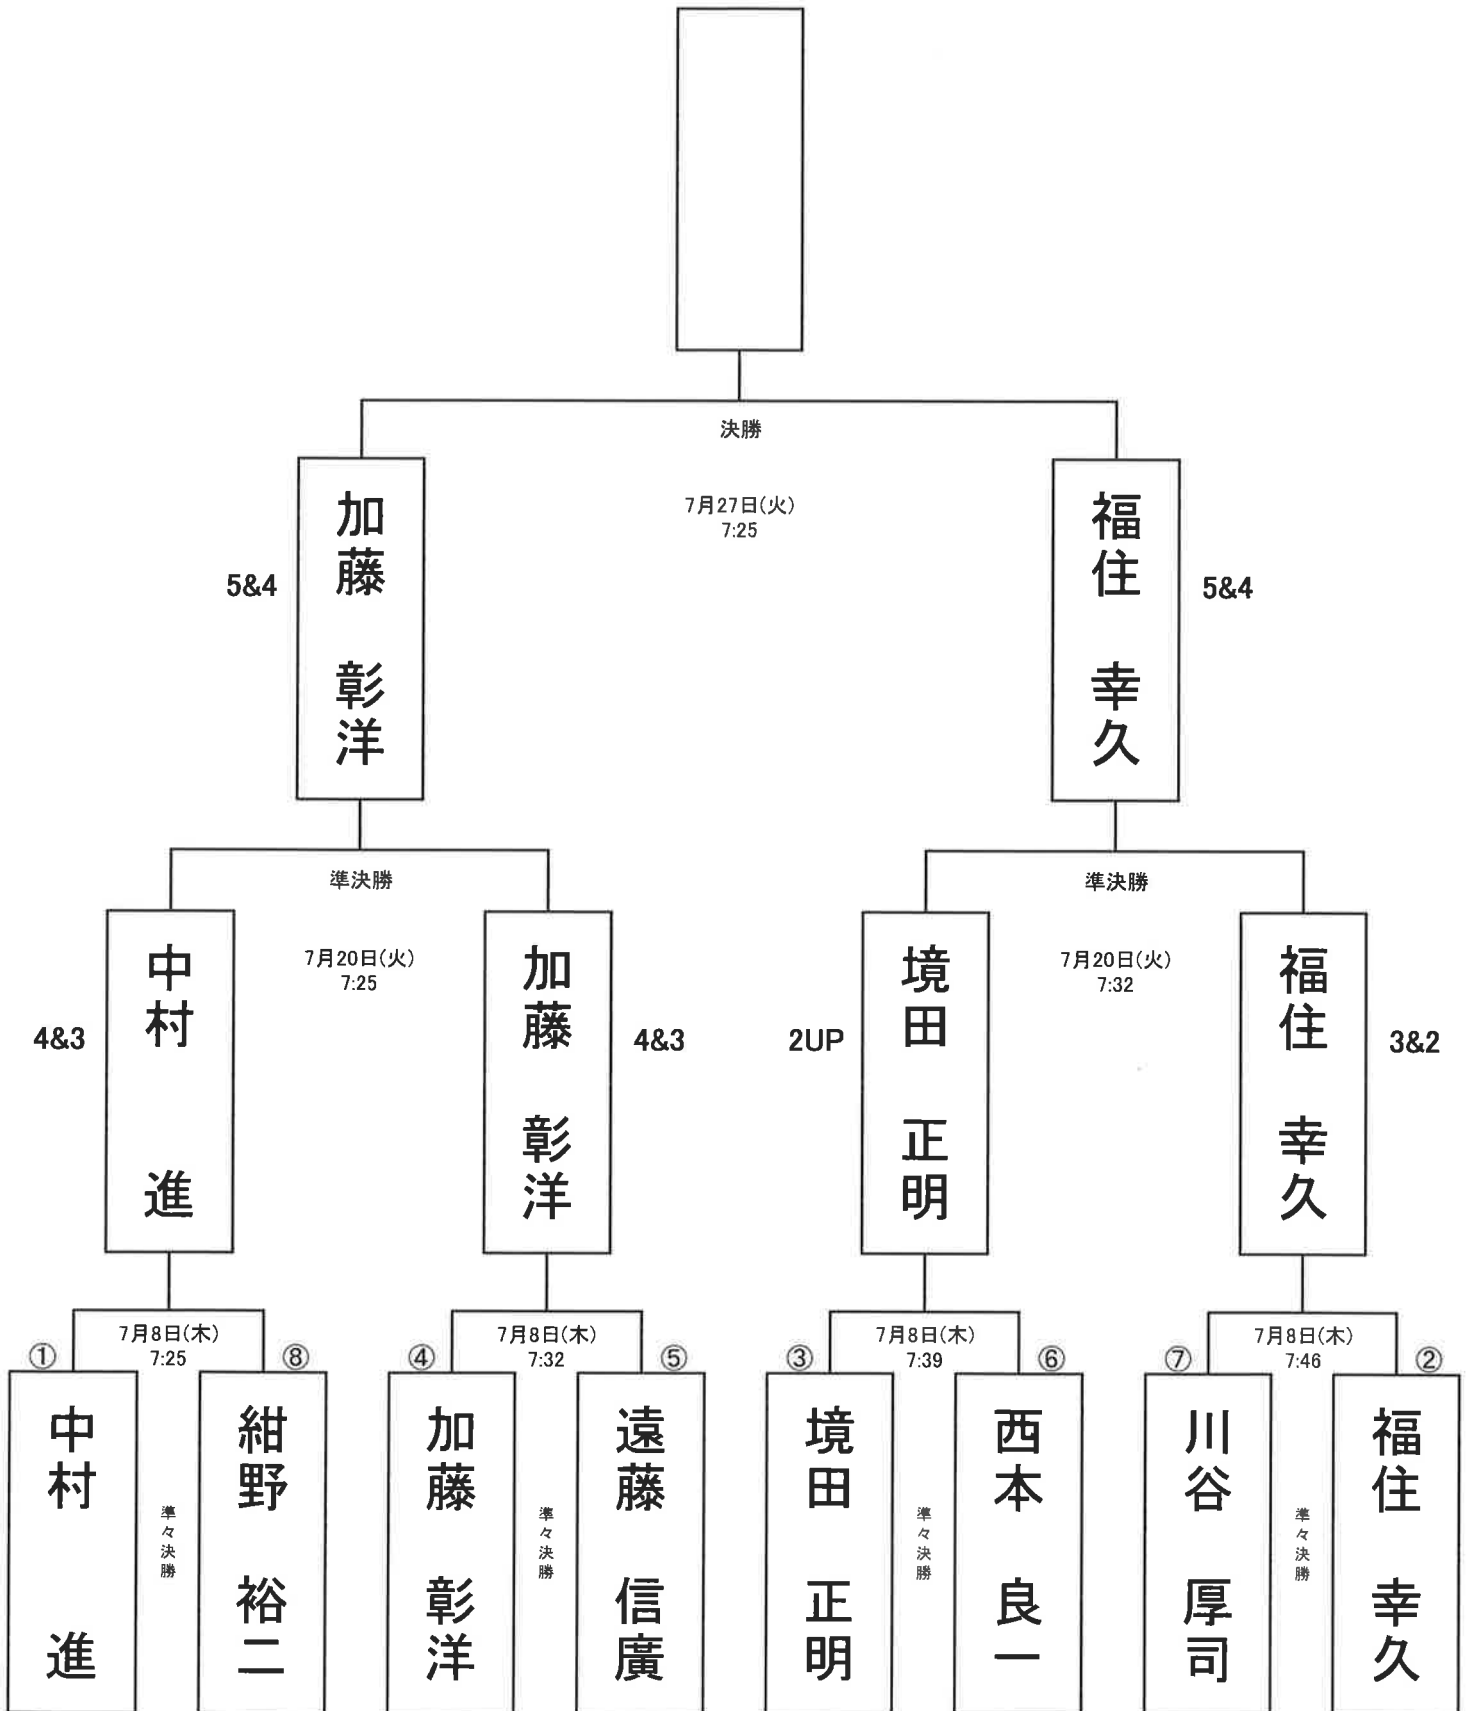 決勝
7月27日(火)
7:25
加藤 彰洋
5&4
福住 幸久
5&4
準決勝
7月20日(火)
7:25
準決勝
7月20日(火)
7:32
中村 進
4&3
加藤 彰洋
4&3
境田 正明
2UP
福住 幸久
3&2
7月8日(木)
7:25
7月8日(木)
7:32
7月8日(木)
7:39
7月8日(木)
7:46
①
中村 進
準々決勝
⑧
紺野 裕二
④
加藤 彰洋
準々決勝
⑤
遠藤 信廣
③
境田 正明
準々決勝
⑥
西本 良一
⑦
川谷 厚司
準々決勝
②
福住 幸久